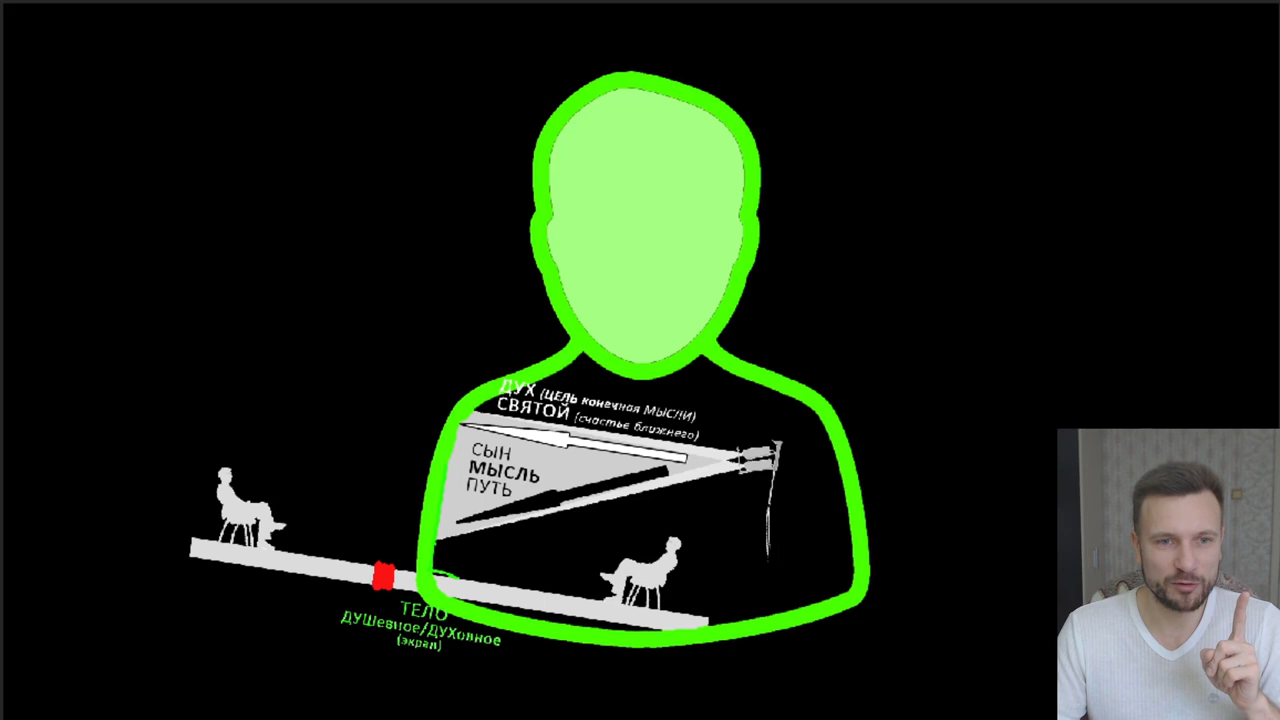 ДУХ (ЦЕЛЬ конечная МЫСЛИ)
СВЯТОЙ (счастье ближнего)
СЫН
МЫСЛЬ
ПУТЬ
ТЕЛО
ДУШевное/ДУХовное
(экран)